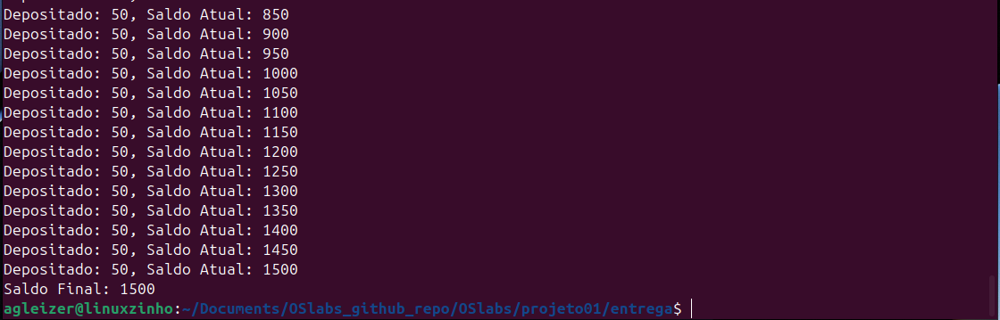 Depositado: 50, Saldo Atual: 850
Depositado: 50, Saldo Atual: 900
Depositado: 50, Saldo Atual: 950
Depositado: 50, Saldo Atual: 1000
Depositado: 50, Saldo Atual: 1050
Depositado: 50, Saldo Atual: 1100
Depositado: 50, Saldo Atual: 1150
Depositado: 50, Saldo Atual: 1200
Depositado: 50, Saldo Atual: 1250
Depositado: 50, Saldo Atual: 1300
Depositado: 50, Saldo Atual: 1350
Depositado: 50, Saldo Atual: 1400
Depositado: 50, Saldo Atual: 1450
Depositado: 50, Saldo Atual: 1500
Saldo Final: 1500
agleizer@linuxzinho:~/Documents/OSlabs_github_repo/OSlabs/projeto01/entrega$